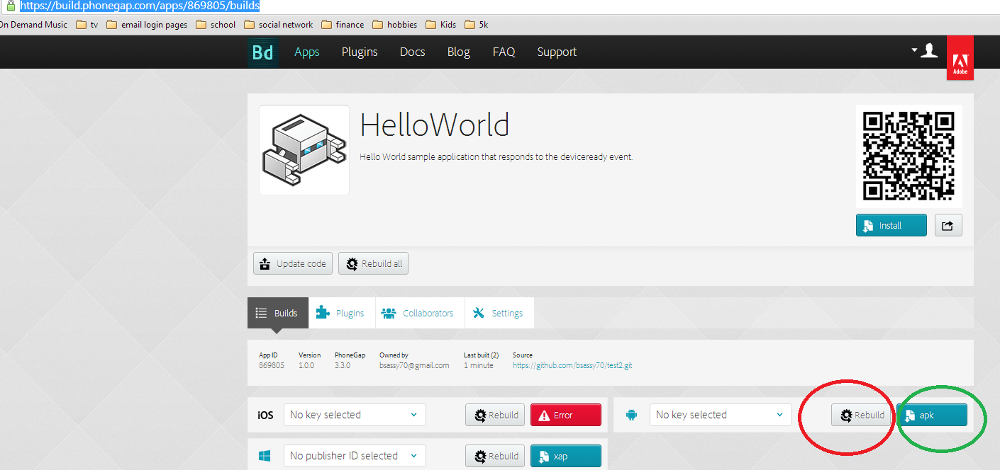 https://build.phonegap.com/apps/869805/builds
On Demand Music tv email login pages school social network finance hobbies Kids 5k
Bd Apps Plugins Docs Blog FAQ Support
Adobe
HelloWorld
Hello World sample application that responds to the deviceready event.
Install
Update code Rebuild all
Builds Plugins Collaborators Settings
App ID Version PhoneGap Owned by Last built (2) Source
869805 1.0.0 3.3.0 bsassy70@gmail.com 1 minute https://github.com/bsassy70/test2.git
iOS No key selected Rebuild Error No key selected Rebuild apk
No publisher ID selected Rebuild xap